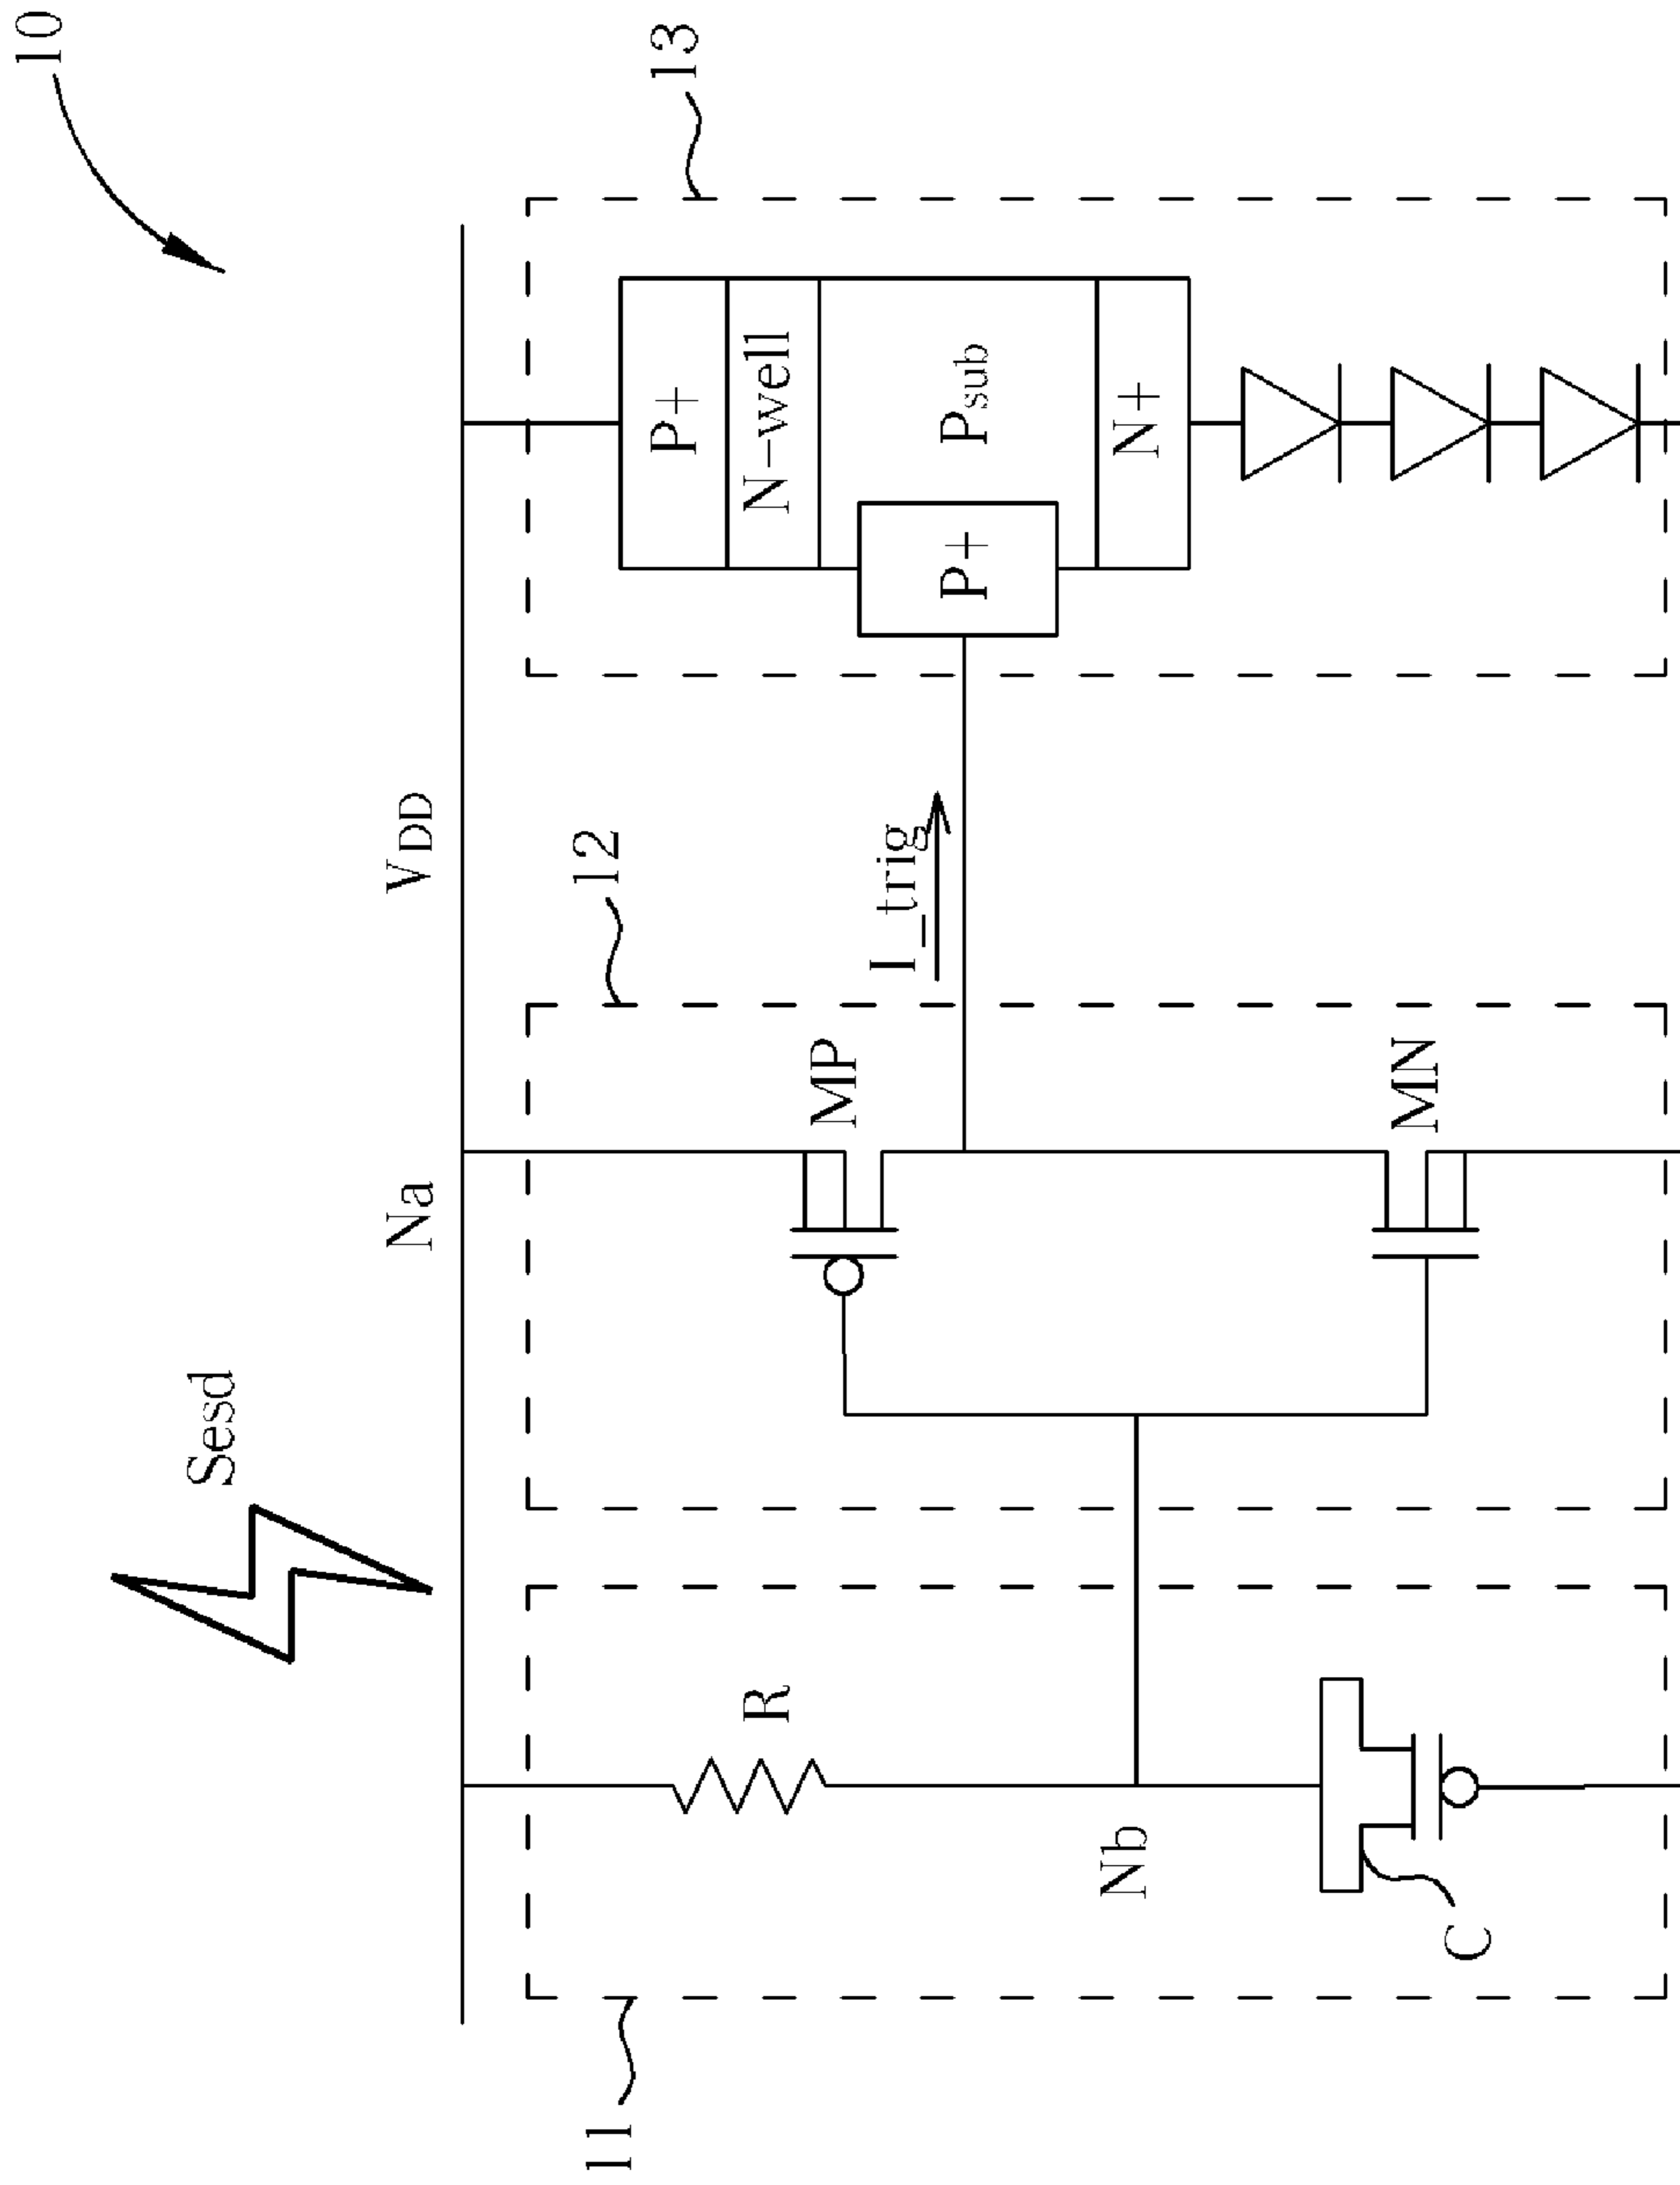 10
Sesd
Na
VDD
11
12
13
R
MP
I_trig
P+
N-well
P+
Psub
Nb
C
MN
N+